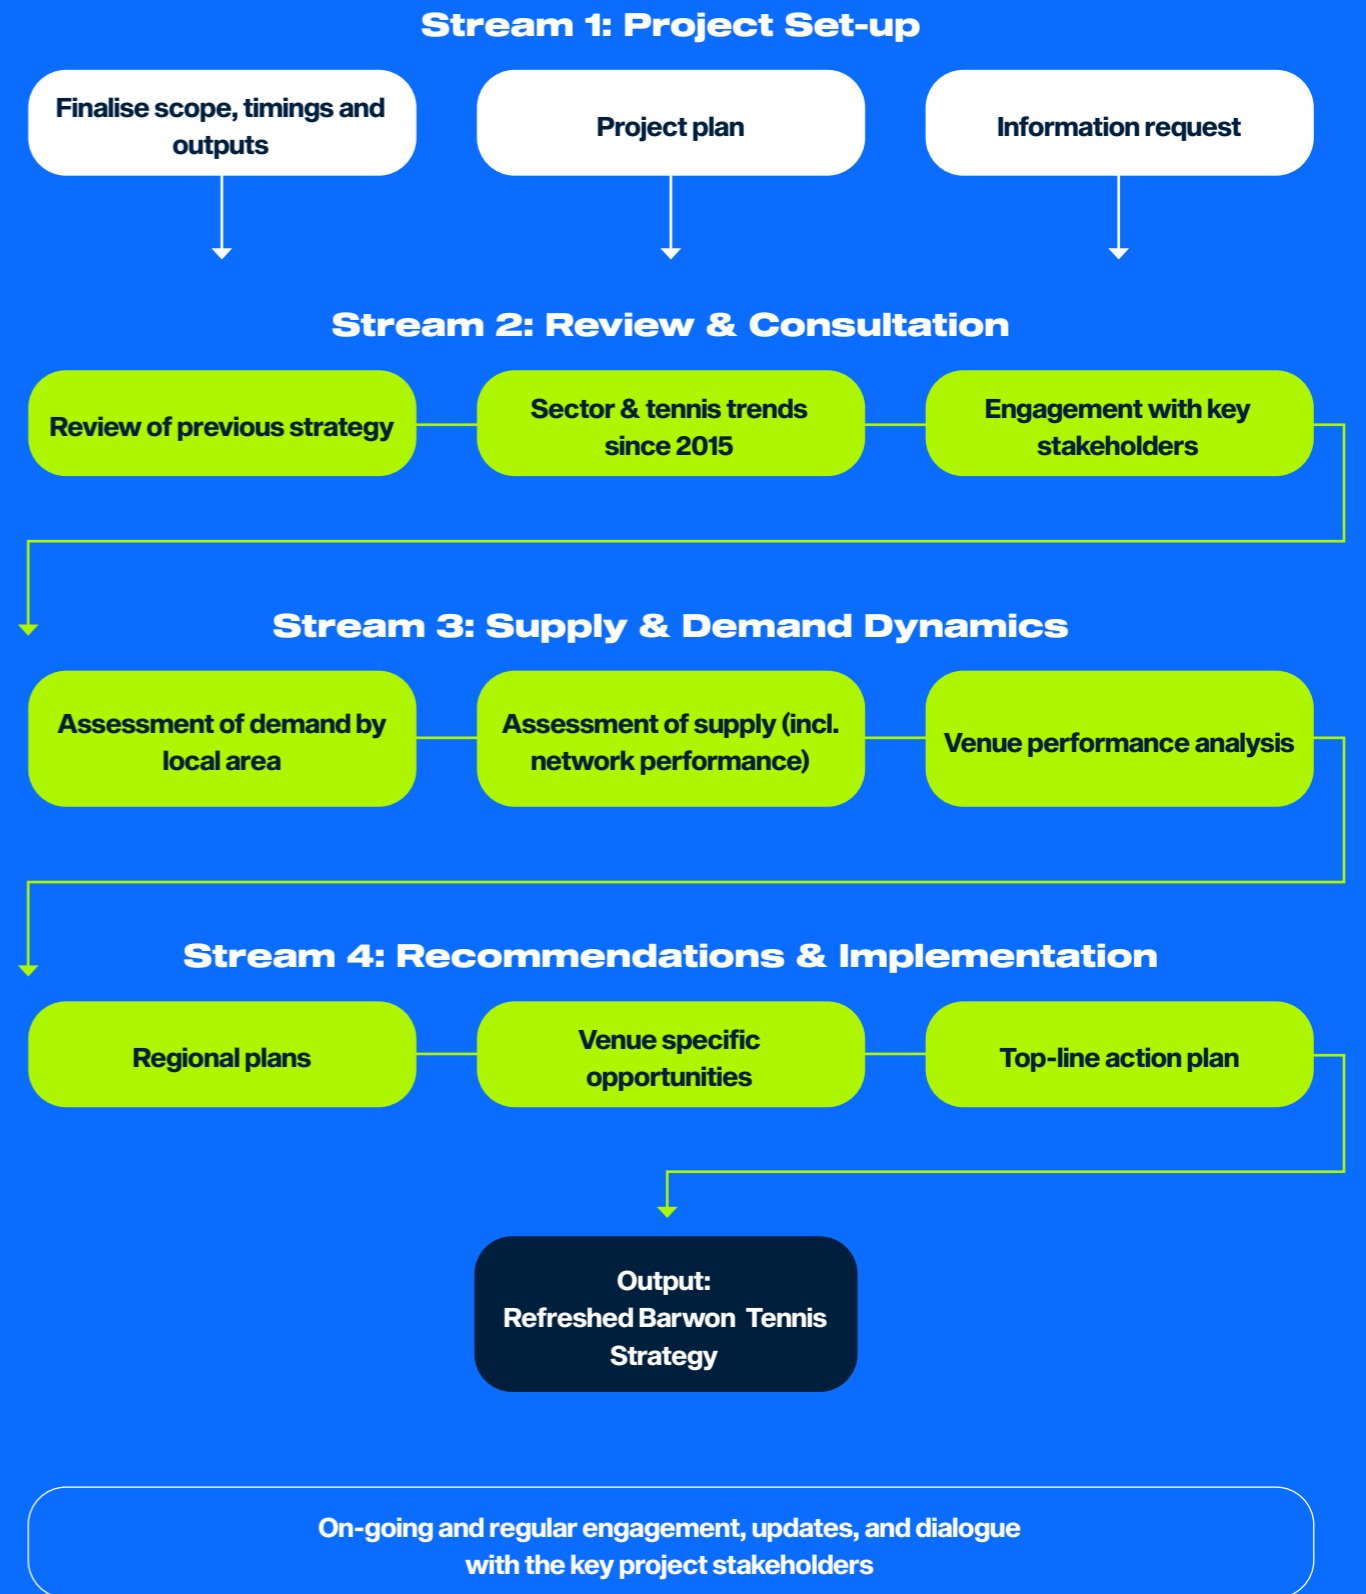 Stream 1: Project Set-up
Finalise scope, timings and
outputs
Project plan
Information request
Stream 2: Review & Consultation
Review of previous strategy
Sector & tennis trends
since 2015
Engagement with key
stakeholders
Stream 3: Supply & Demand Dynamics
Assessment of demand by
local area
Assessment of supply (incl.
network performance)
Venue performance analysis
Stream 4: Recommendations & Implementation
Regional plans
Venue specific
opportunities
Top-line action plan
Output:
Refreshed Barwon Tennis
Strategy
On-going and regular engagement, updates, and dialogue
with the key project stakeholders